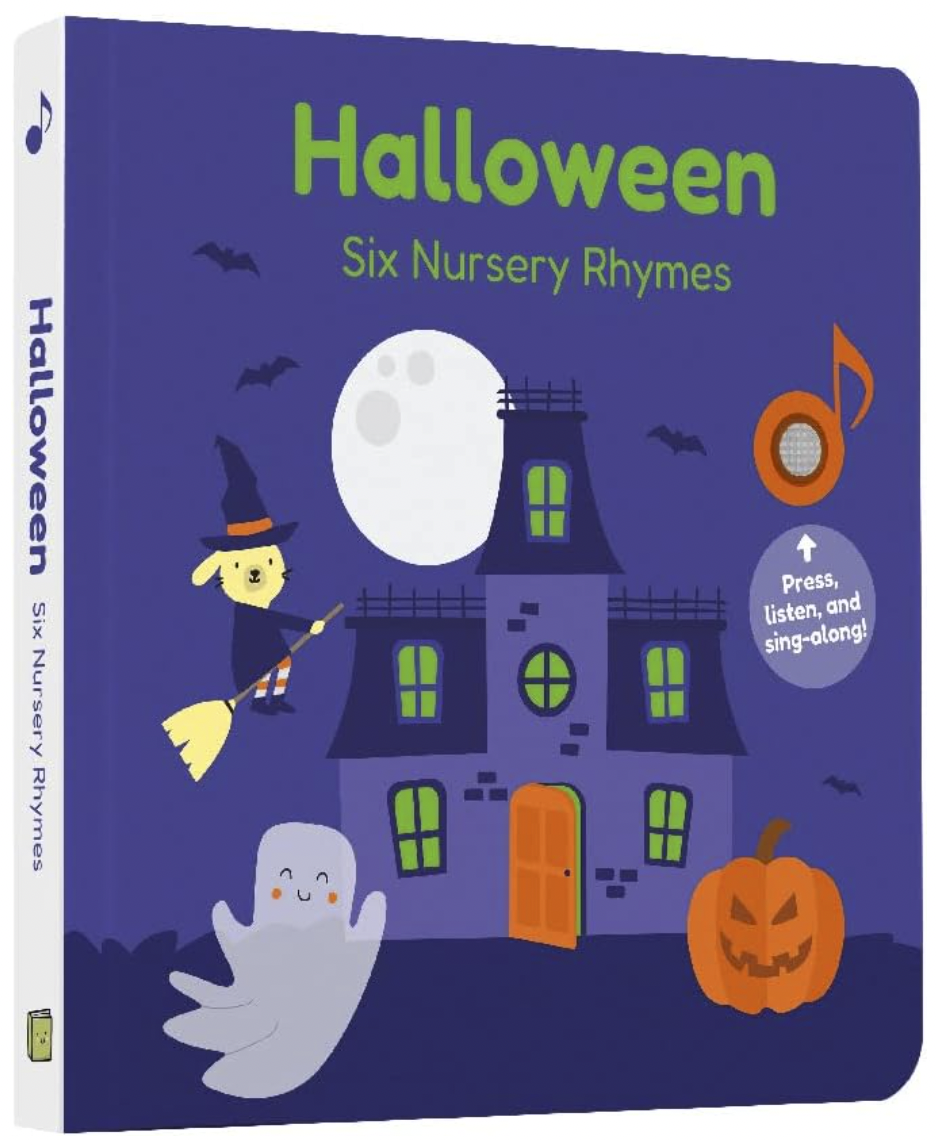 Halloween
Six Nursery Rhymes
Press,
listen, and
sing-along!
Halloween Six Nursery Rhymes